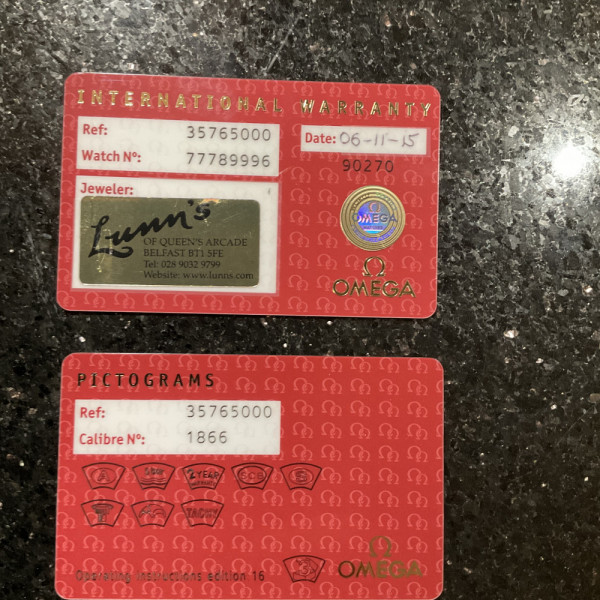 INTERNATIONAL WARRANTY
Ref: 35765000
Watch Nº: 77789996
Date: 06-11-15
90270
Jeweler:
Lunn's
OF QUEEN'S ARCADE
BELFAST BT1 5FE
Tel: 028 9032 9799
Website: www.lunns.com
OMEGA
Ω
OMEGA
PICTOGRAMS
Ref: 35765000
Calibre Nº: 1866
2 YEAR
SCB
S
TACHY
Operating instructions edition 16
Ω
OMEGA